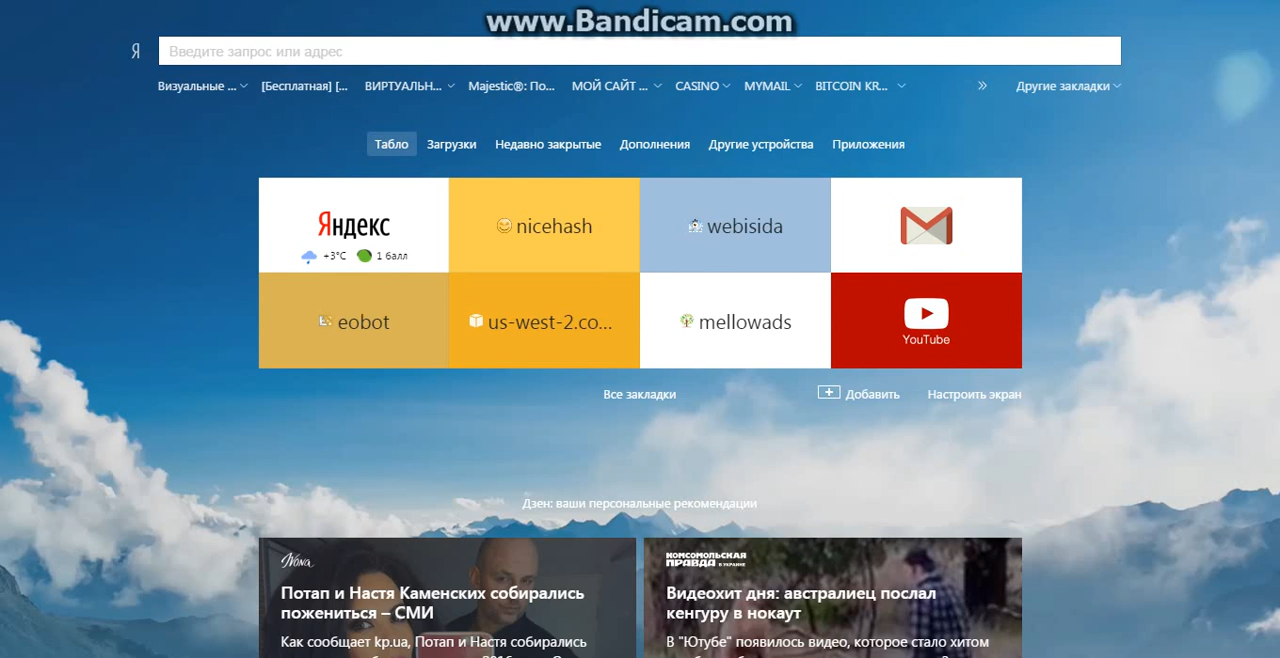 www.Bandicam.com
Я Введите запрос или адрес
Визуальные ... [Бесплатная] [... ВИРТУАЛЬН... Majestic®: По... МОЙ САЙТ ... CASINO MYMAIL BITCOIN KR... » Другие закладки
Табло Загрузки Недавно закрытые Дополнения Другие устройства Приложения
Яндекс nicehash webisida
+3°C 1 балл
eobot us-west-2.co... mellowads
YouTube
Все закладки Добавить Настроить экран
Дзен: ваши персональные рекомендации
Nona
Потап и Настя Каменских собирались
пожениться – СМИ
Как сообщает kp.ua, Потап и Настя собирались
КОМСОМОЛЬСКАЯ
ПРАВДА В УКРАИНЕ
Видеохит дня: австралиец послал
кенгуру в нокаут
В "Ютубе" появилось видео, которое стало хитом